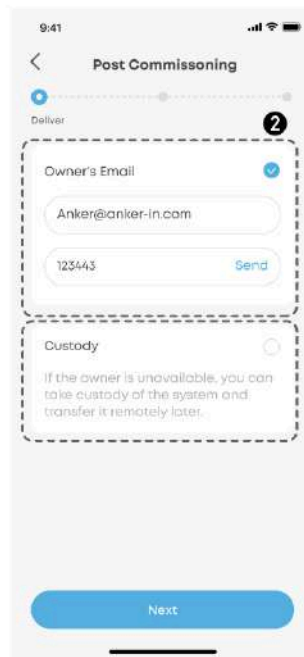 9:41
Post Commissoning
Deliver
2
Owner's Email
Anker@anker-in.com
123443 Send
Custody
If the owner is unavailable, you can
take custody of the system and
transfer it remotely later.
Next